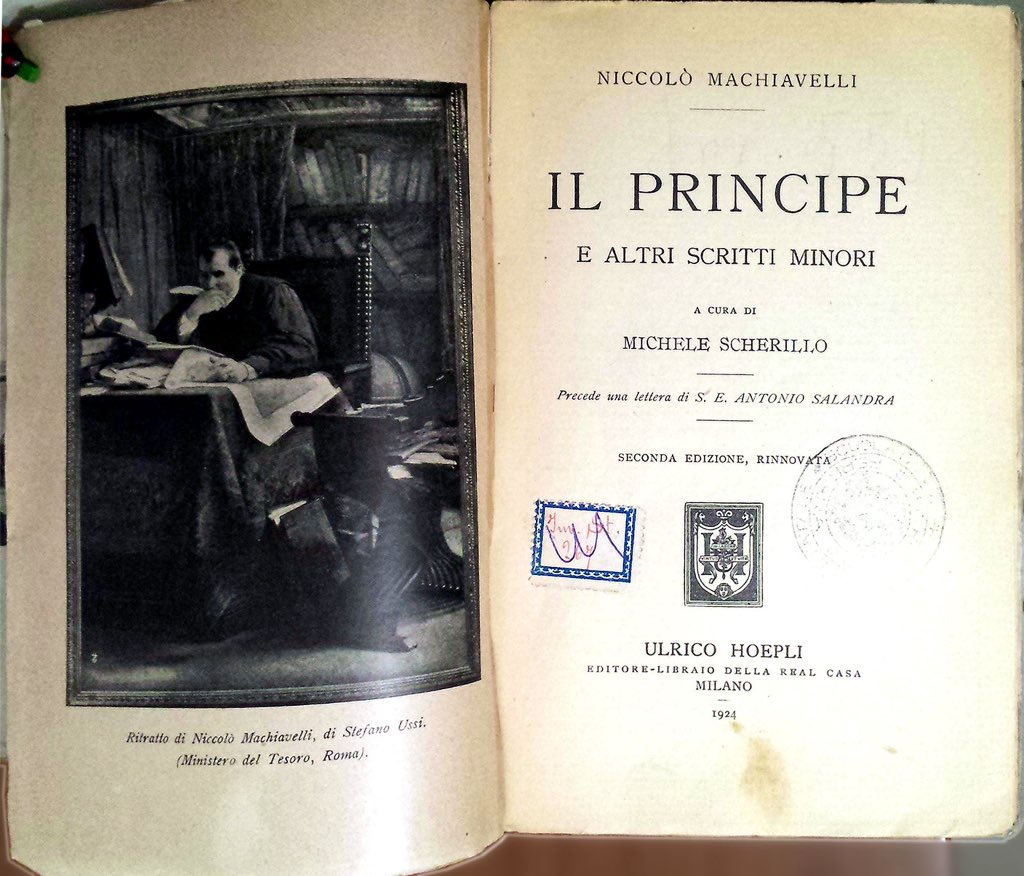 Ritratto di Niccolò Machiavelli, di Stefano Ussi.
(Ministero del Tesoro, Roma).
NICCOLÒ MACHIAVELLI
IL PRINCIPE
E ALTRI SCRITTI MINORI
A CURA DI
MICHELE SCHERILLO
Precede una lettera di S. E. ANTONIO SALANDRA
SECONDA EDIZIONE, RINNOVATA
ULRICO HOEPLI
EDITORE-LIBRAIO DELLA REAL CASA
MILANO
1924